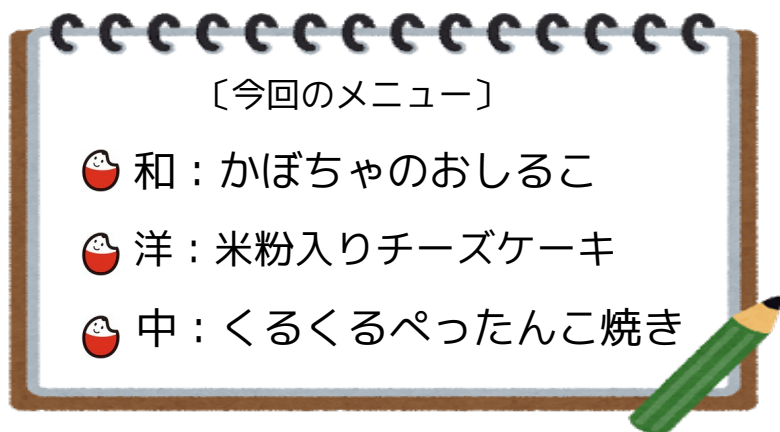 〔今回のメニュー〕
和：かぼちゃのおしるこ
洋：米粉入りチーズケーキ
中：くるくるぺったんこ焼き